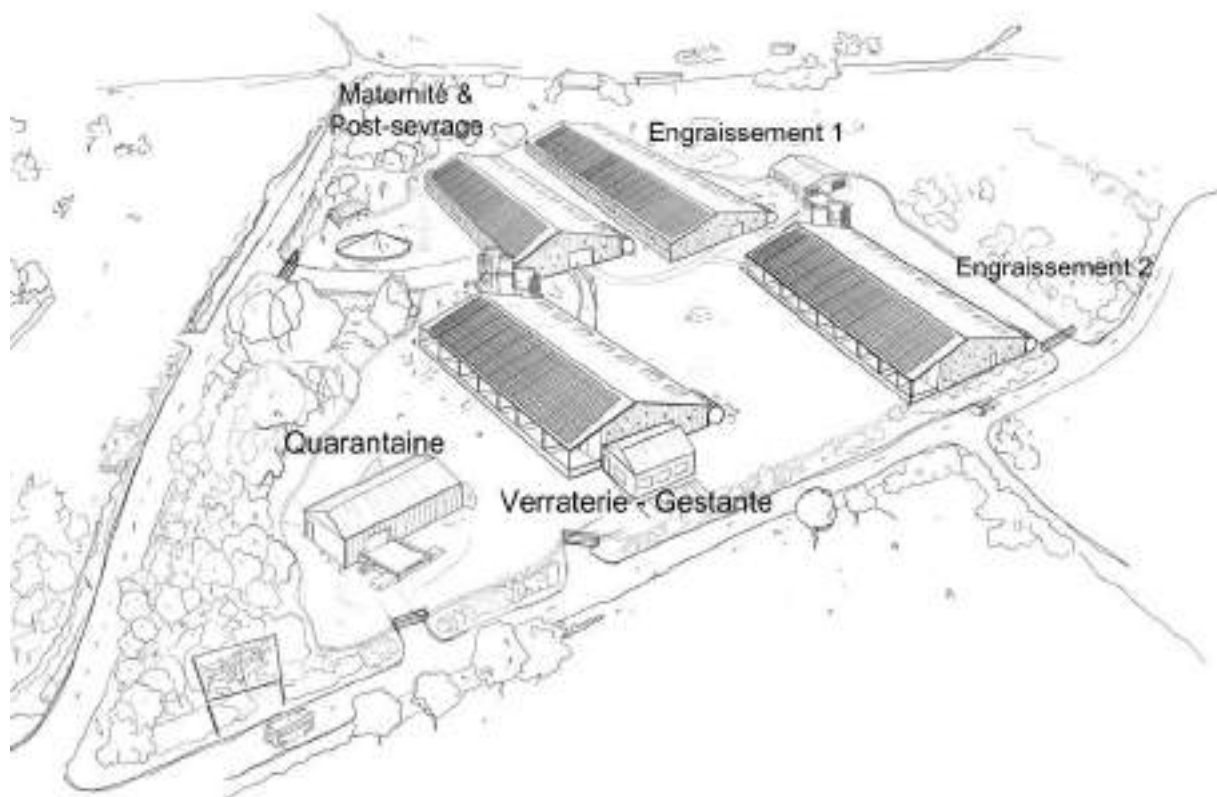 Maternité &
Post-sevrage
Engraissement 1
Engraissement 2
Quarantaine
Verraterie - Gestante